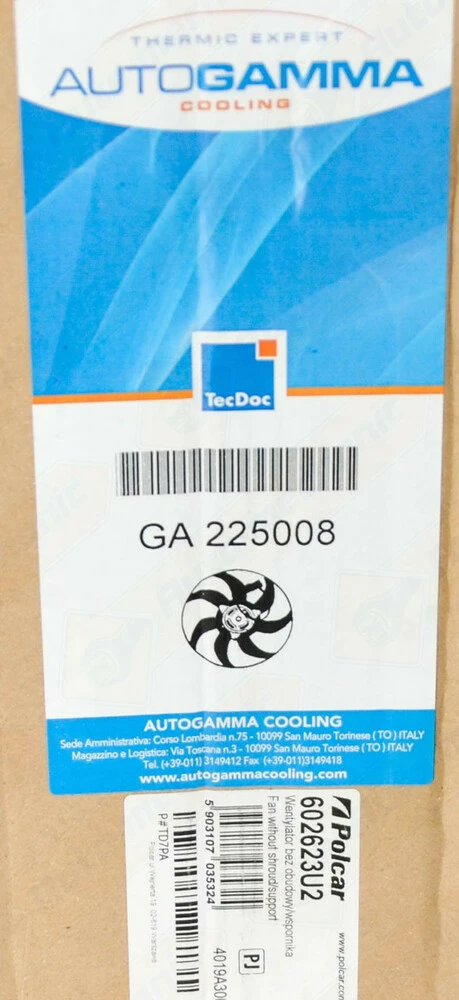 THERMIC EXPERT
AUTOGAMMA
COOLING
TecDoc
GA 225008
AUTOGAMMA COOLING
Sede Amministrativa: Corso Lombardia n.75 - 10099 San Mauro Torinese ( TO ) ITALY
Magazzino e Logistica: Via Toscana n.3 - 10099 San Mauro Torinese ( TO ) ITALY
Tel. (+39-011) 3149412 Fax (+39-011)3149418
www.autogammacooling.com
Polcar
www.polcar.
602623U2
Wentylator bez obudowy/wspornika
Fan without shroud/support
5 903107 035324
PJ
4019A300
P#TD7PA
Polcar ul.